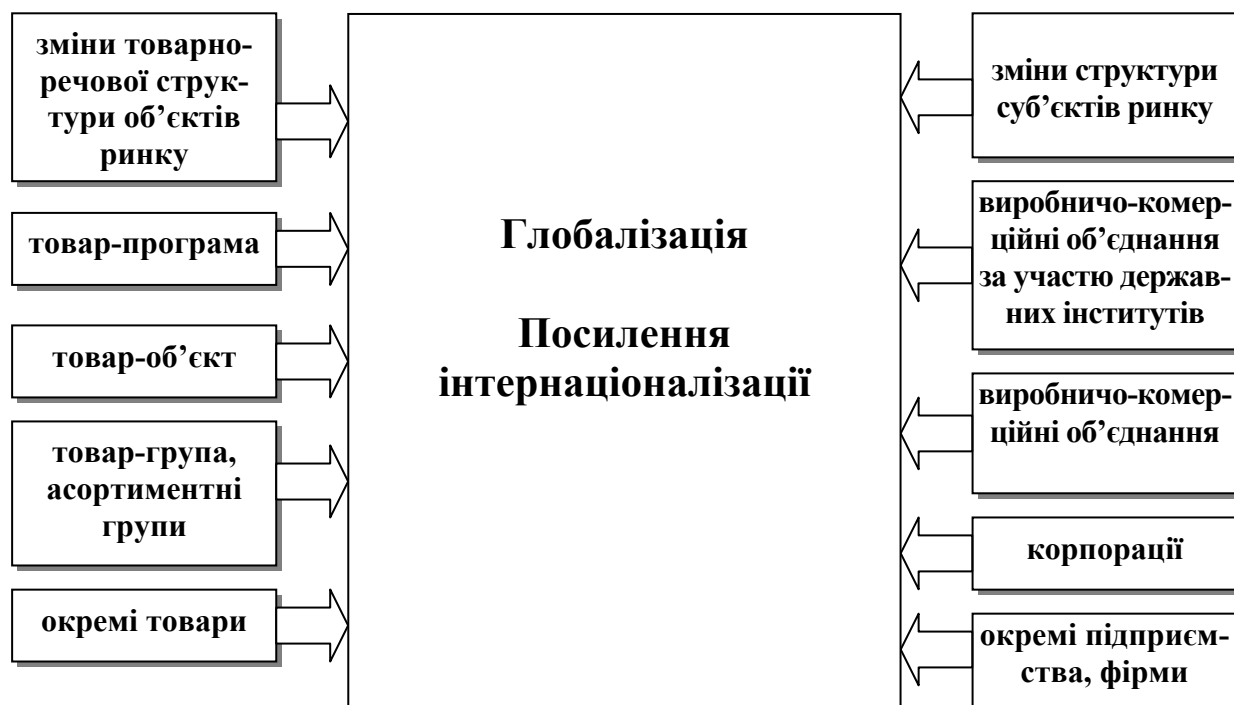 зміни товарно-
речової струк-
тури об’єктів
ринку
товар-програма
товар-об’єкт
товар-група,
асортиментні
групи
окремі товари
Глобалізація
Посилення
інтернаціоналізації
зміни структури
суб’єктів ринку
виробничо-комер-
ційні об’єднання
за участю держав-
них інститутів
виробничо-комер-
ційні об’єднання
корпорації
окремі підприєм-
ства, фірми